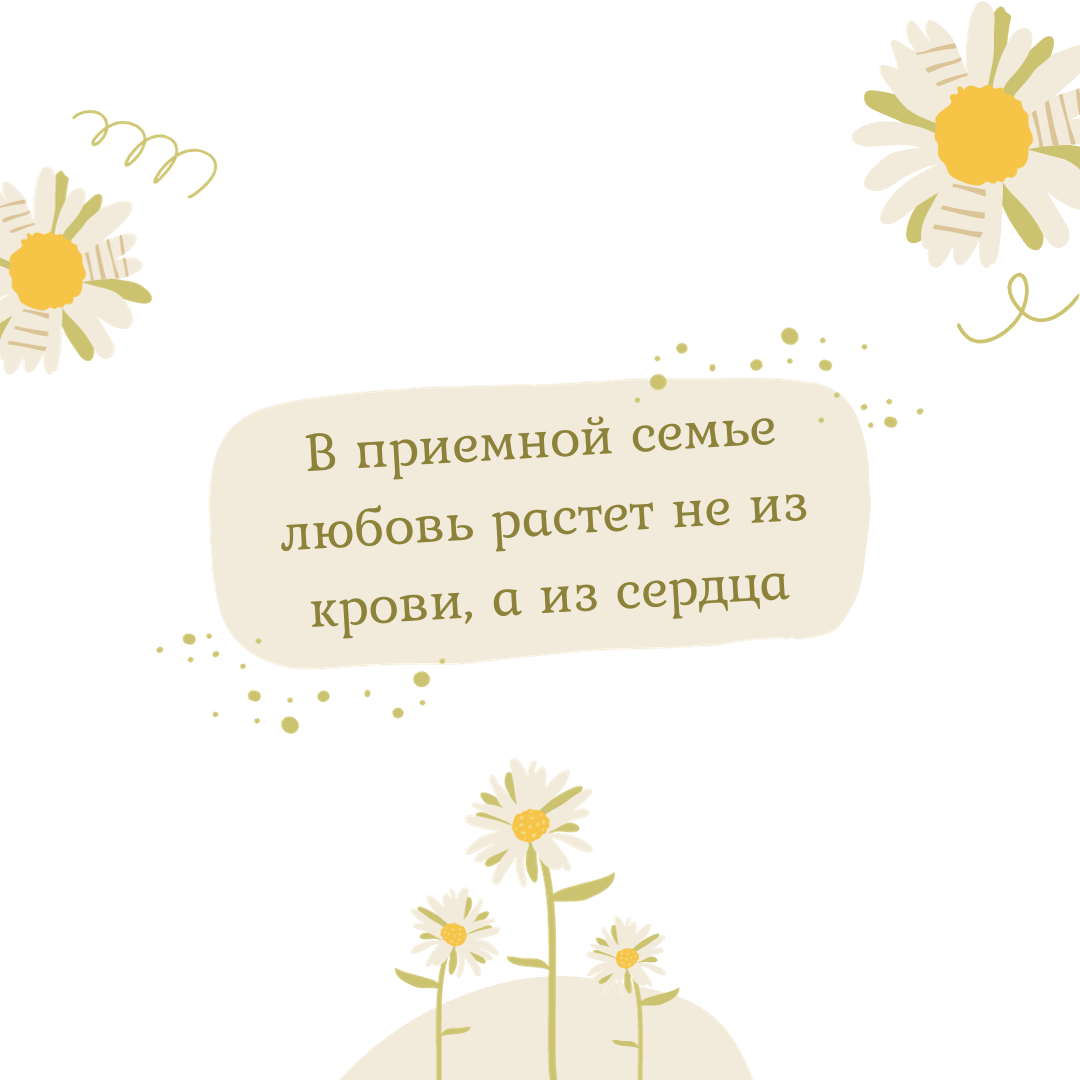 В приемной семье
любовь растет не из
крови, а из сердца